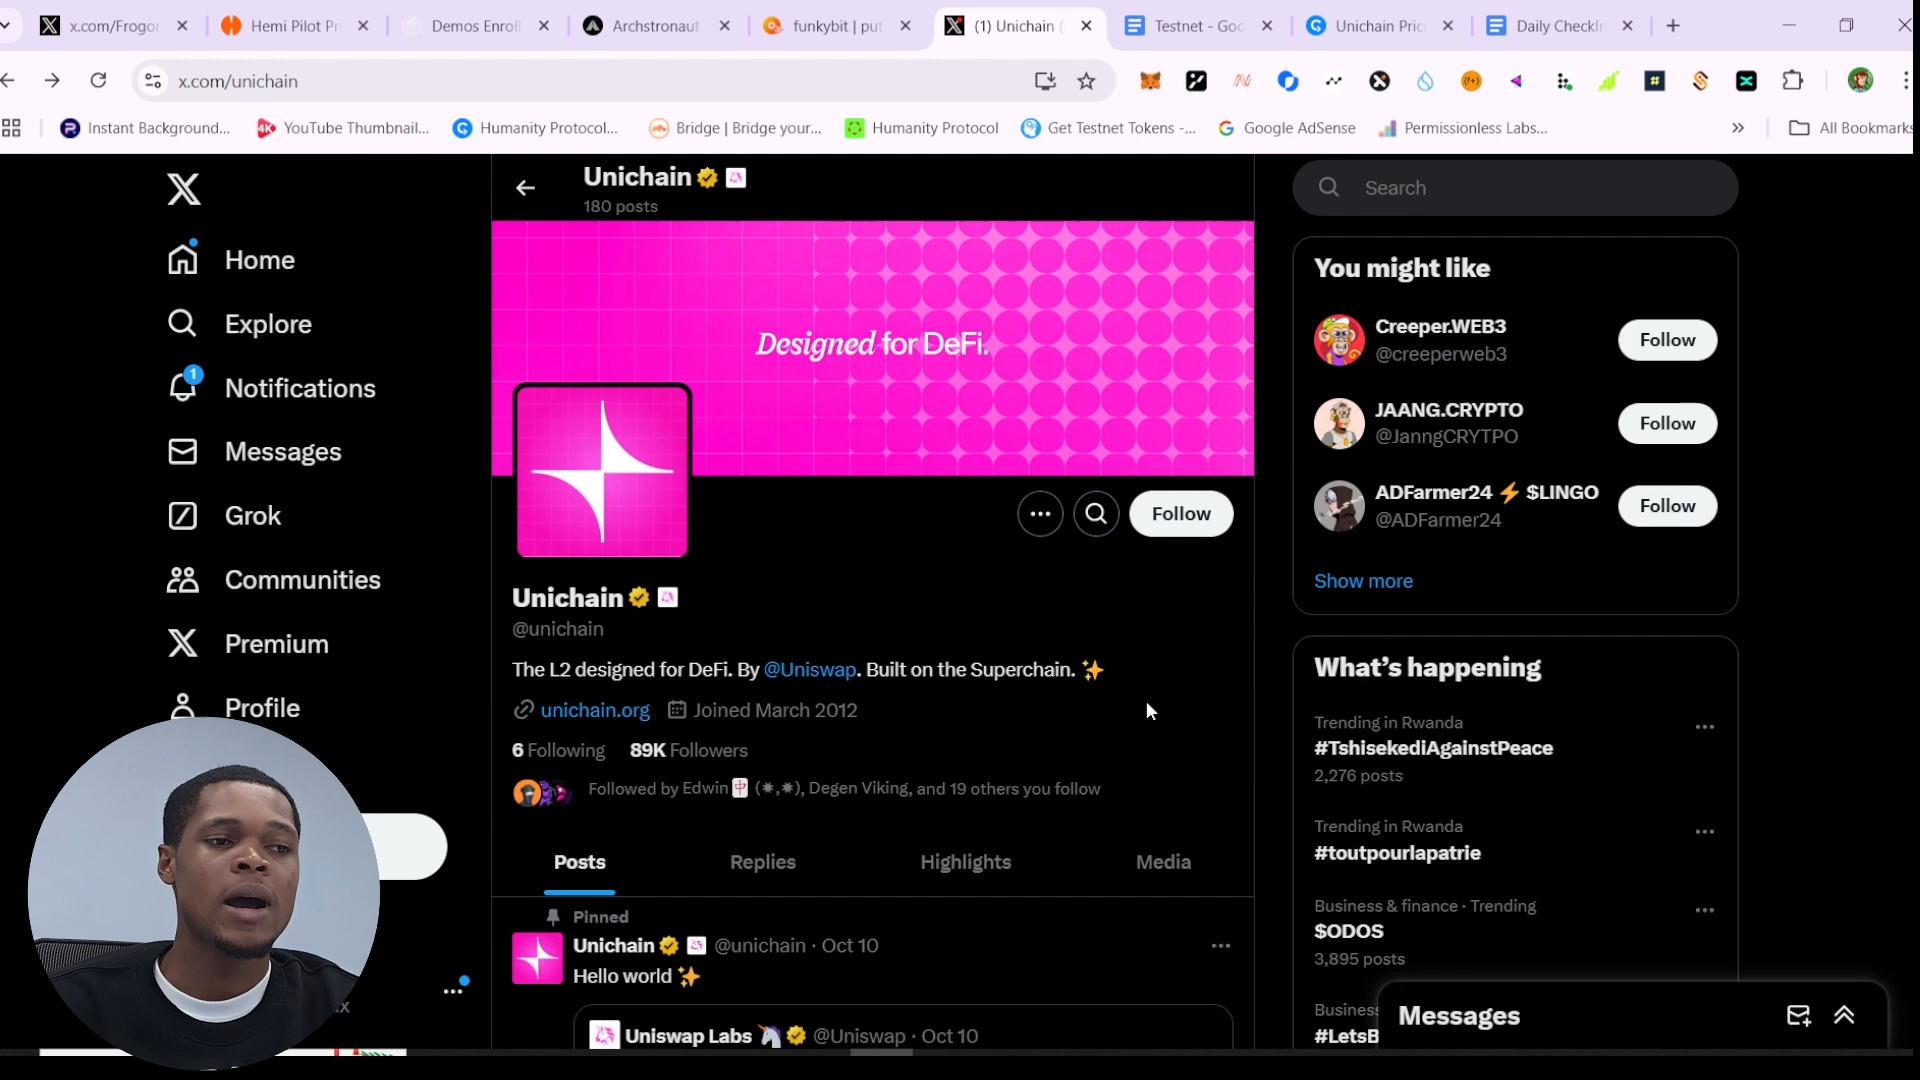 x.com/Frogor
Hemi Pilot Pr
Demos Enroll
Archstronaut
funkybit | put
(1) Unichain (
Testnet - Goo
Unichain Price
Daily CheckIn
x.com/unichain
Instant Background...
4K YouTube Thumbnail...
Humanity Protocol...
Bridge | Bridge your...
Humanity Protocol
Get Testnet Tokens -...
Google AdSense
Permissionless Labs...
All Bookmarks
Home
Explore
1
Notifications
Messages
Grok
Communities
Premium
Profile
Unichain
180 posts
Designed for DeFi.
Follow
Unichain
@unichain
The L2 designed for DeFi. By @Uniswap. Built on the Superchain. ✨
unichain.org Joined March 2012
6 Following 89K Followers
Followed by Edwin🀄 (✷,✷), Degen Viking, and 19 others you follow
Posts Replies Highlights Media
Pinned
Unichain @unichain · Oct 10
Hello world ✨
Uniswap Labs 🦄 @Uniswap · Oct 10
Search
You might like
Creeper.WEB3
@creeperweb3
Follow
JAANG.CRYPTO
@JanngCRYTPO
Follow
ADFarmer24 ⚡ $LINGO
@ADFarmer24
Follow
Show more
What's happening
Trending in Rwanda
#TshisekediAgainstPeace
2,276 posts
Trending in Rwanda
#toutpourlapatrie
Business & finance · Trending
$ODOS
3,895 posts
Business
#LetsB
Messages